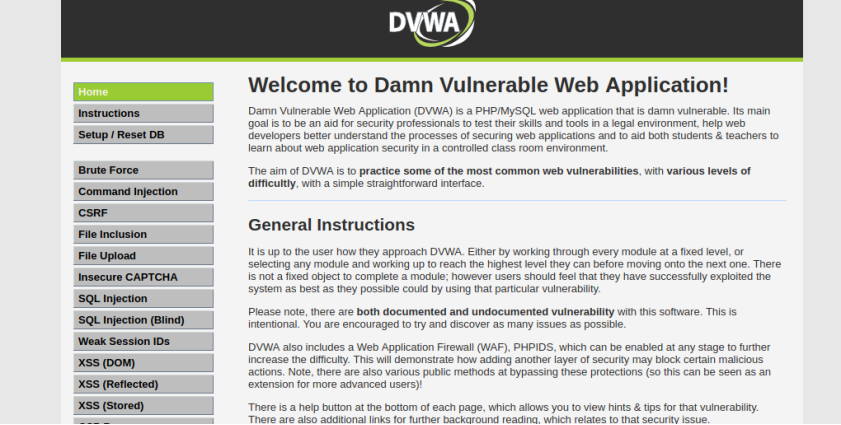 DVWA
Home
Instructions
Setup / Reset DB
Brute Force
Command Injection
CSRF
File Inclusion
File Upload
Insecure CAPTCHA
SQL Injection
SQL Injection (Blind)
Weak Session IDs
XSS (DOM)
XSS (Reflected)
XSS (Stored)
Welcome to Damn Vulnerable Web Application!
Damn Vulnerable Web Application (DVWA) is a PHP/MySQL web application that is damn vulnerable. Its main
goal is to be an aid for security professionals to test their skills and tools in a legal environment, help web
developers better understand the processes of securing web applications and to aid both students & teachers to
learn about web application security in a controlled class room environment.
The aim of DVWA is to practice some of the most common web vulnerabilities, with various levels of
difficultly, with a simple straightforward interface.
General Instructions
It is up to the user how they approach DVWA. Either by working through every module at a fixed level, or
selecting any module and working up to reach the highest level they can before moving onto the next one. There
is not a fixed object to complete a module; however users should feel that they have successfully exploited the
system as best as they possible could by using that particular vulnerability.
Please note, there are both documented and undocumented vulnerability with this software. This is
intentional. You are encouraged to try and discover as many issues as possible.
DVWA also includes a Web Application Firewall (WAF), PHPIDS, which can be enabled at any stage to further
increase the difficulty. This will demonstrate how adding another layer of security may block certain malicious
actions. Note, there are also various public methods at bypassing these protections (so this can be seen as an
extension for more advanced users)!
There is a help button at the bottom of each page, which allows you to view hints & tips for that vulnerability.
There are also additional links for further background reading, which relates to that security issue.